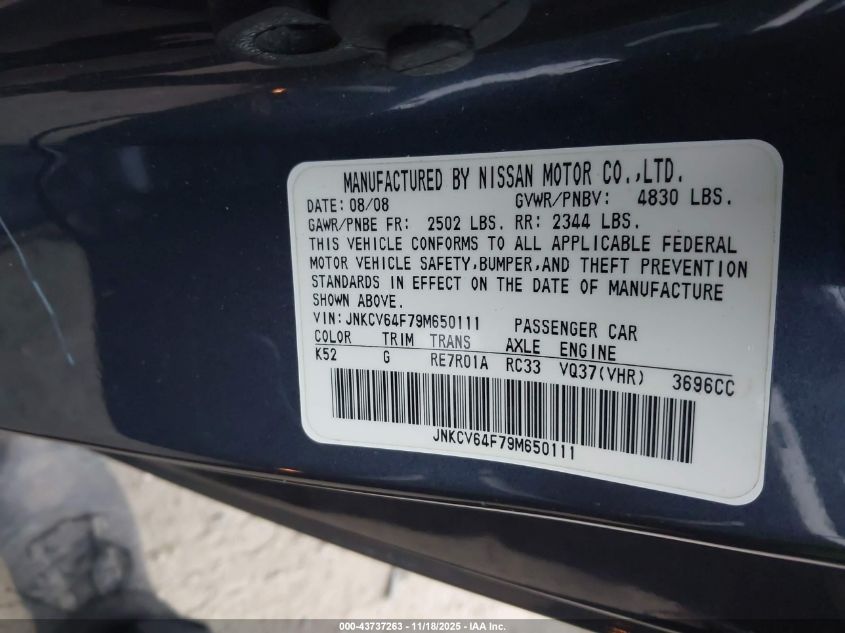 MANUFACTURED BY NISSAN MOTOR CO.,LTD.
DATE: 08/08 GVWR/PNBV: 4830 LBS.
GAWR/PNBE FR: 2502 LBS. RR: 2344 LBS.
THIS VEHICLE CONFORMS TO ALL APPLICABLE FEDERAL
MOTOR VEHICLE SAFETY,BUMPER,AND THEFT PREVENTION
STANDARDS IN EFFECT ON THE DATE OF MANUFACTURE
SHOWN ABOVE.
VIN:JNKCV64F79M650111 PASSENGER CAR
COLOR TRIM TRANS AXLE ENGINE
K52 G RE7R01A RC33 VQ37(VHR) 3696CC
JNKCV64F79M650111
000-43737263 - 11/18/2025 - IAA Inc.